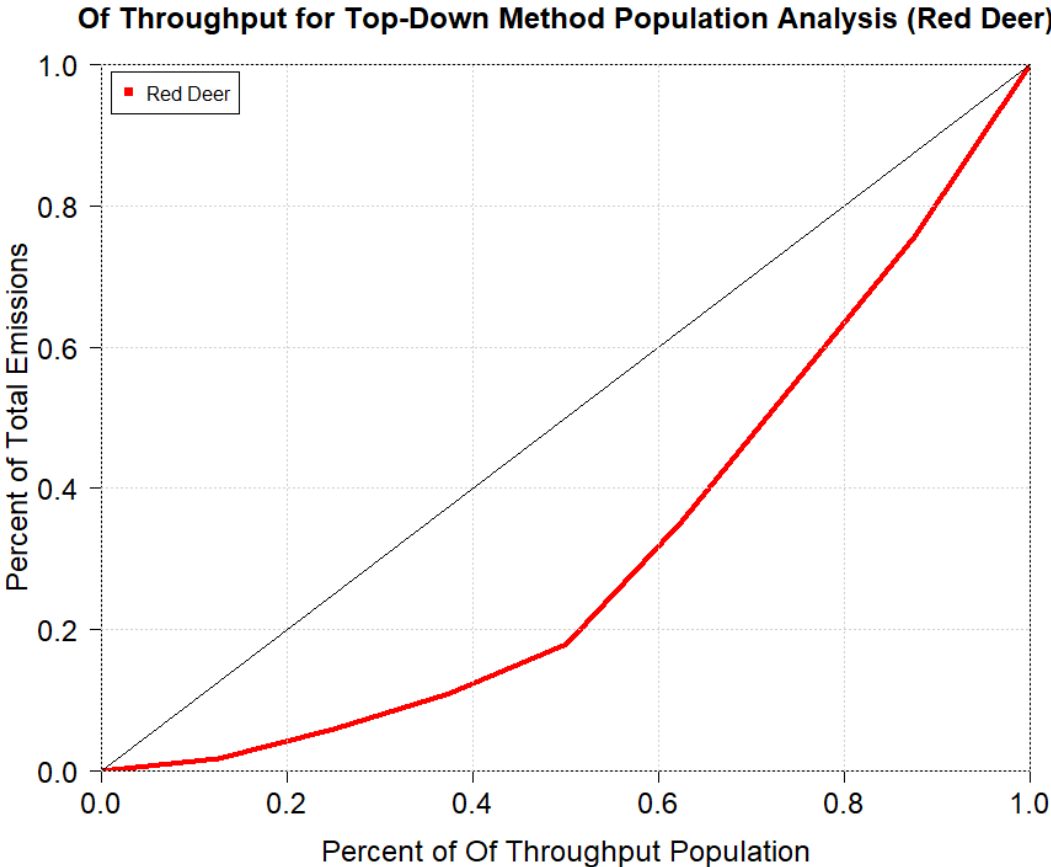 Of Throughput for Top-Down Method Population Analysis (Red Deer)
Red Deer
1.0
0.8
0.6
0.4
0.2
0.0
Percent of Total Emissions
0.0 0.2 0.4 0.6 0.8 1.0
Percent of Of Throughput Population